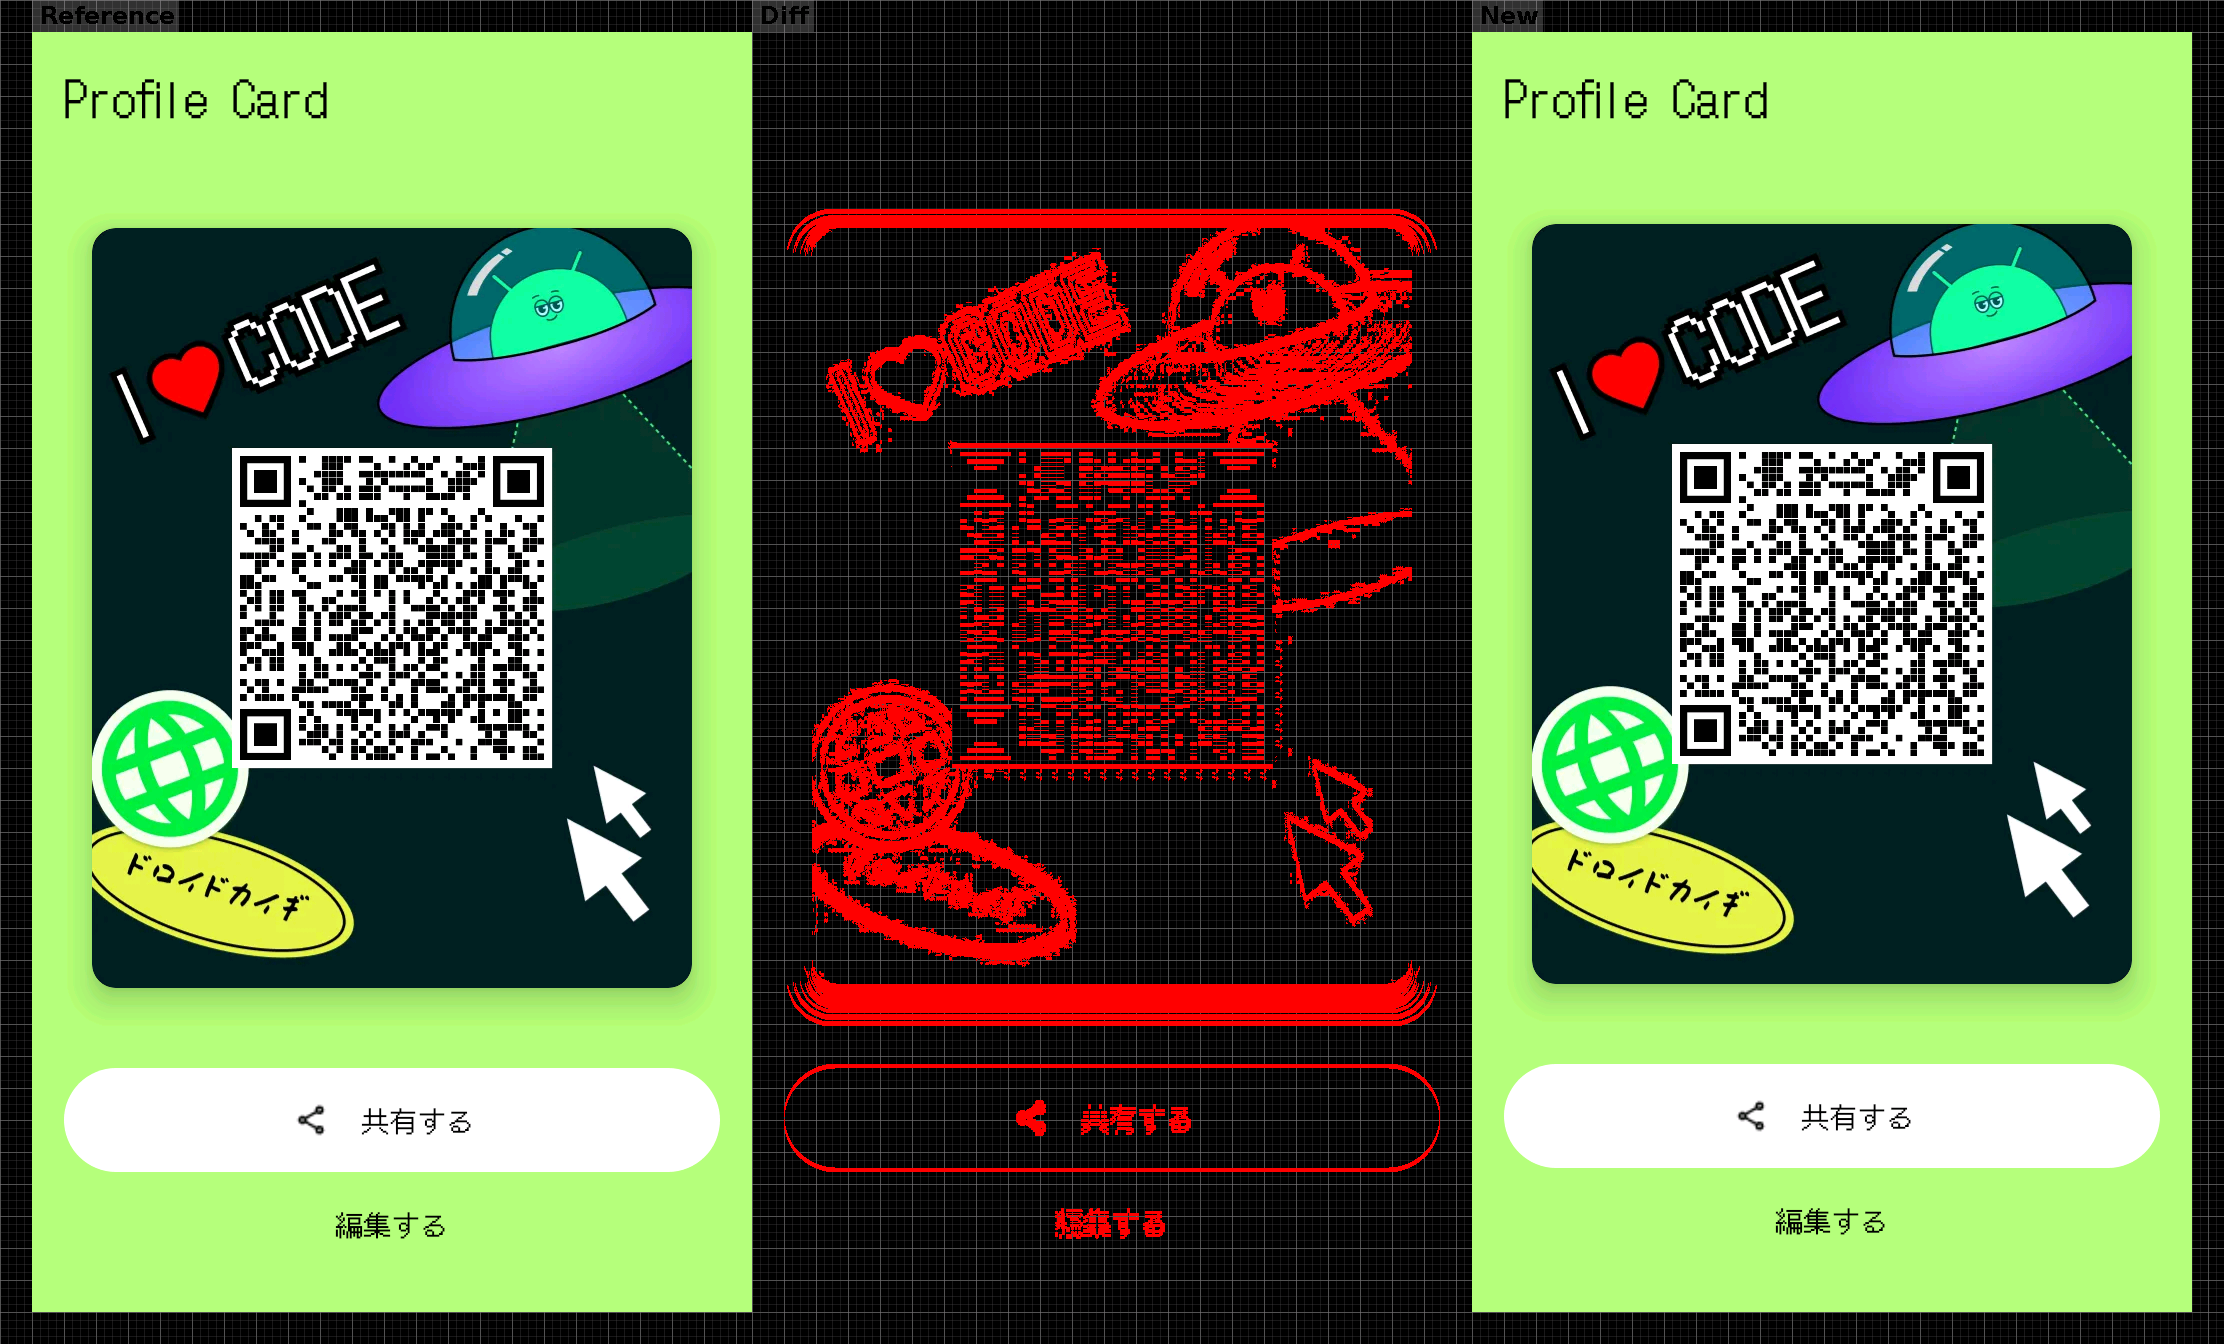 Reference
Diff
New
Profile Card
Profile Card
I ❤ CODE
I ❤ CODE
I ❤ CODE
ドロイドカイギ
ドロイドカイギ
共有する
共有する
共有する
編集する
編集する
編集する